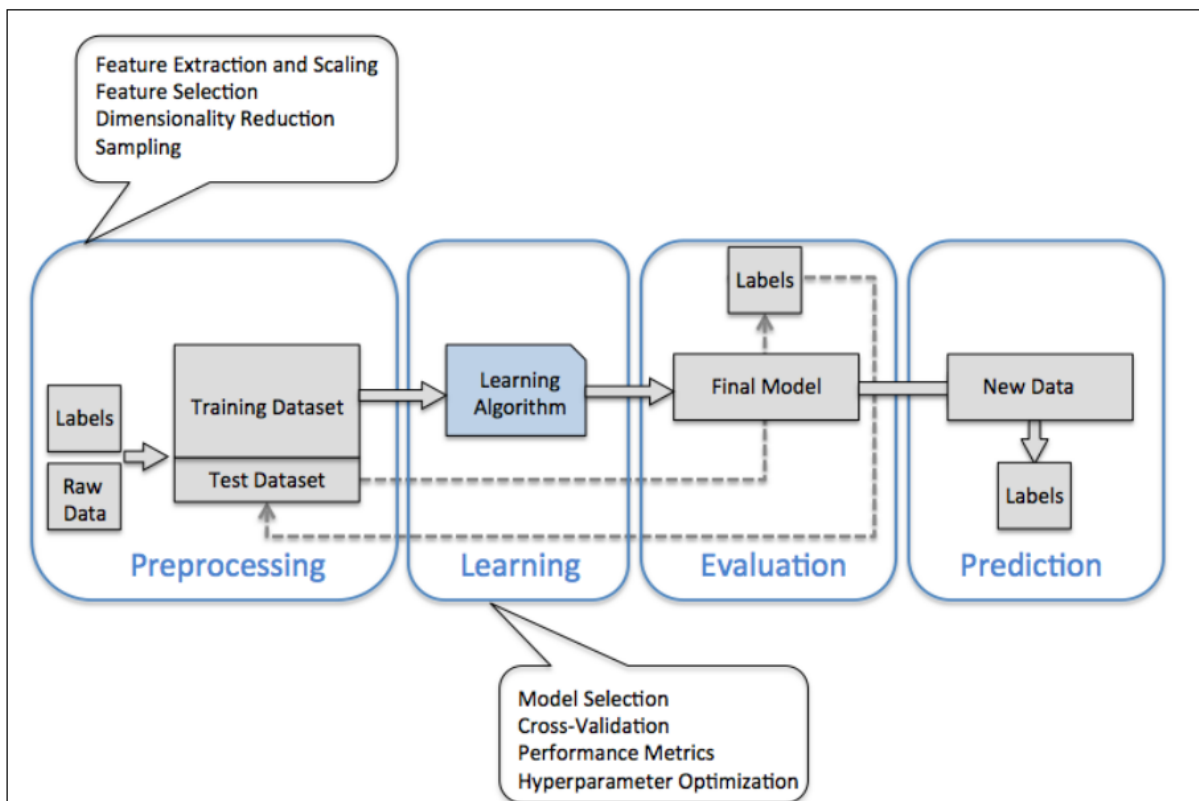 Feature Extraction and Scaling
Feature Selection
Dimensionality Reduction
Sampling
Labels
Raw
Data
Training Dataset
Test Dataset
Preprocessing
Learning
Algorithm
Learning
Labels
Final Model
Evaluation
New Data
Labels
Prediction
Model Selection
Cross-Validation
Performance Metrics
Hyperparameter Optimization